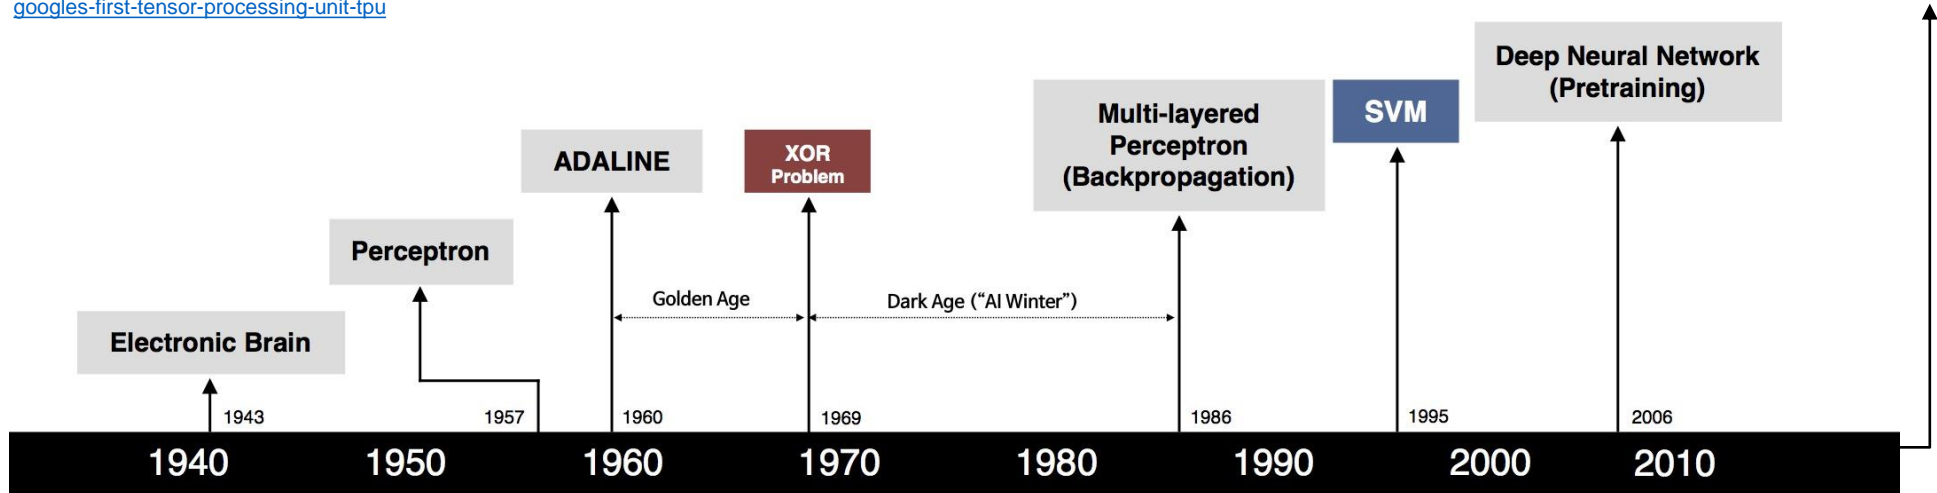 googles-first-tensor-processing-unit-tpu
Deep Neural Network
(Pretraining)
Multi-layered
Perceptron
(Backpropagation)
SVM
ADALINE
XOR
Problem
Perceptron
Golden Age
Dark Age ("AI Winter")
Electronic Brain
1943
1957
1960
1969
1986
1995
2006
1940
1950
1960
1970
1980
1990
2000
2010